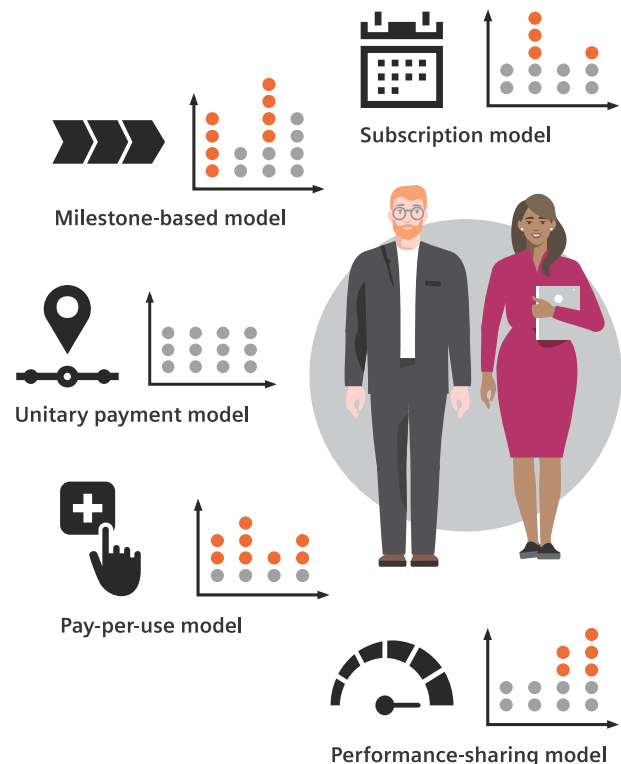 Subscription model
Milestone-based model
Unitary payment model
Pay-per-use model
Performance-sharing model